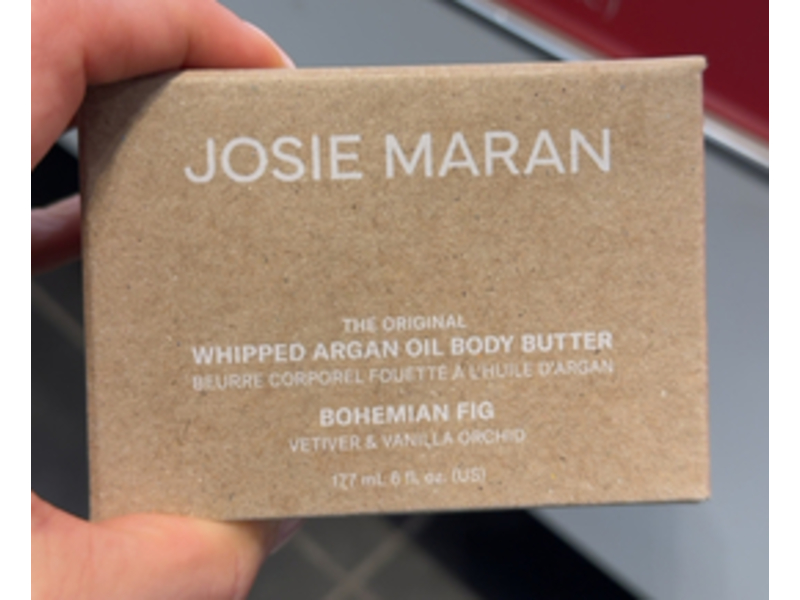 JOSIE MARAN
THE ORIGINAL
WHIPPED ARGAN OIL BODY BUTTER
BEURRE CORPOREL FOUETTÉ À L'HUILE D'ARGAN
BOHEMIAN FIG
VETIVER & VANILLA ORCHID
177 mL 6 fl. oz. (US)